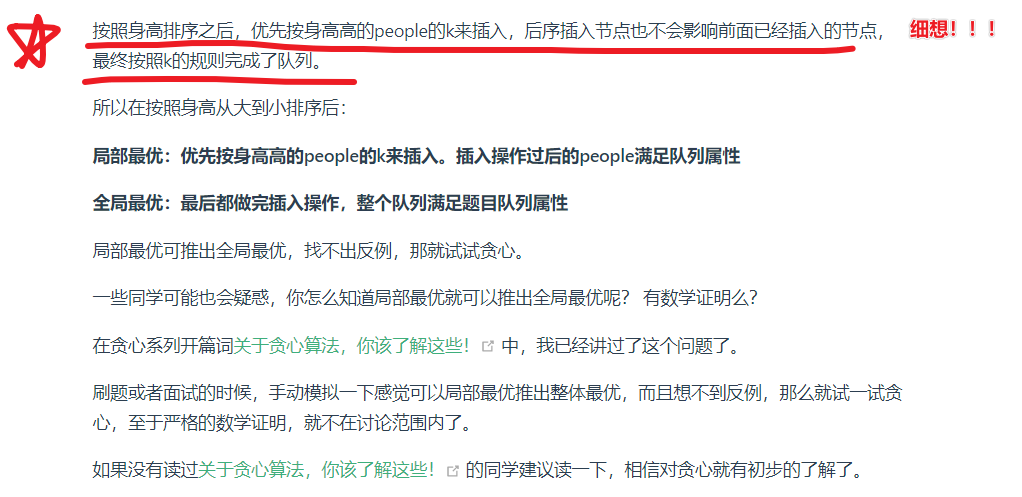 按照身高排序之后，优先按身高高的people的k来插入，后序插入节点也不会影响前面已经插入的节点，
细想！！！
最终按照k的规则完成了队列。
所以在按照身高从大到小排序后：
局部最优：优先按身高高的people的k来插入。插入操作过后的people满足队列属性
全局最优：最后都做完插入操作，整个队列满足题目队列属性
局部最优可推出全局最优，找不出反例，那就试试贪心。
一些同学可能也会疑惑，你怎么知道局部最优就可以推出全局最优呢？ 有数学证明么？
在贪心系列开篇词关于贪心算法，你该了解这些！ 中，我已经讲过了这个问题了。
刷题或者面试的时候，手动模拟一下感觉可以局部最优推出整体最优，而且想不到反例，那么就试一试贪
心，至于严格的数学证明，就不在讨论范围内了。
如果没有读过关于贪心算法，你该了解这些！ 的同学建议读一下，相信对贪心就有初步的了解了。